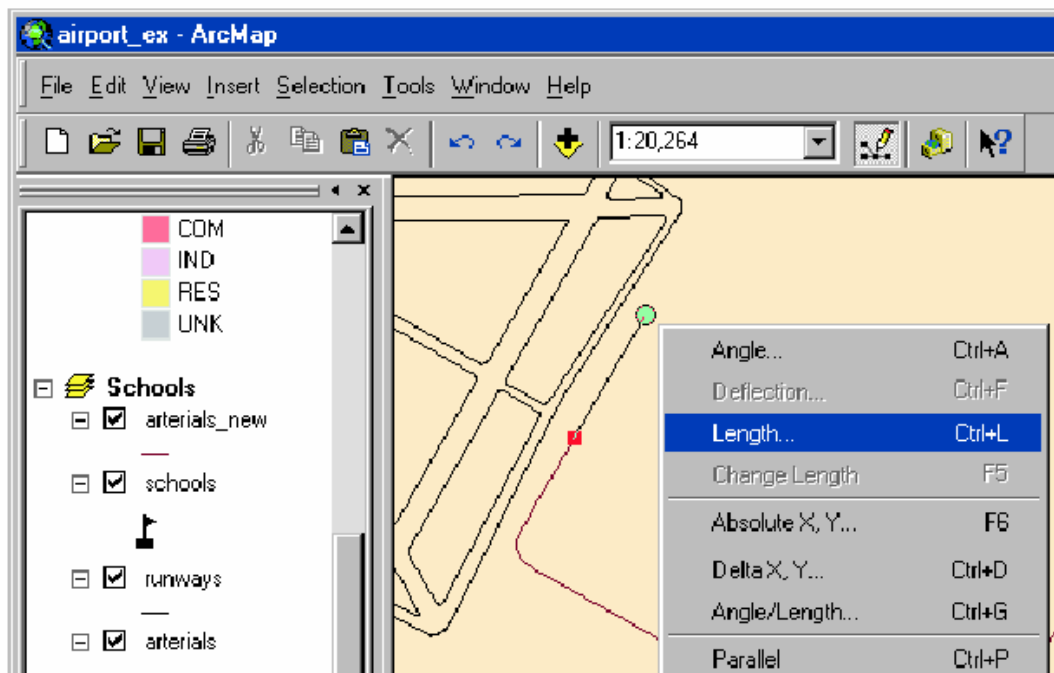 airport_ex - ArcMap
File Edit View Insert Selection Tools Window Help
1:20,264
COM
IND
RES
UNK
Schools
arterials_new
schools
runways
arterials
Angle... Ctrl+A
Deflection... Ctrl+F
Length... Ctrl+L
Change Length F5
Absolute X, Y... F6
Delta X, Y... Ctrl+D
Angle/Length... Ctrl+G
Parallel Ctrl+P